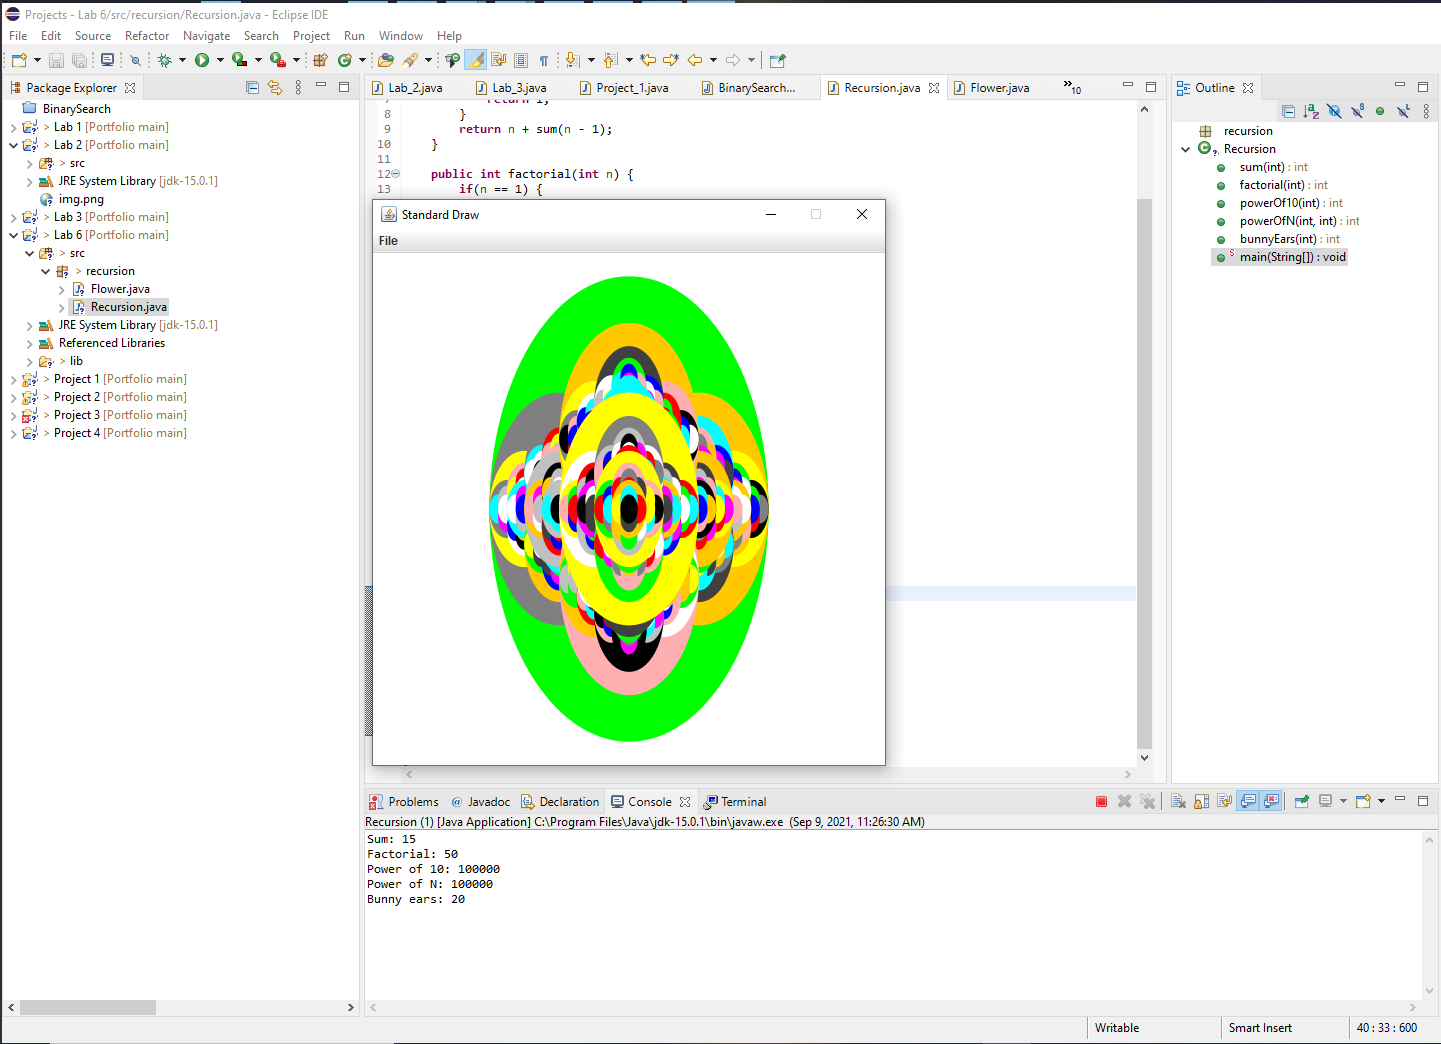 Projects - Lab 6/src/recursion/Recursion.java - Eclipse IDE
File Edit Source Refactor Navigate Search Project Run Window Help
Package Explorer
BinarySearch
> Lab 1 [Portfolio main]
> Lab 2 [Portfolio main]
> src
JRE System Library [jdk-15.0.1]
img.png
> Lab 3 [Portfolio main]
> Lab 6 [Portfolio main]
> src
> recursion
Flower.java
Recursion.java
JRE System Library [jdk-15.0.1]
Referenced Libraries
> lib
> Project 1 [Portfolio main]
> Project 2 [Portfolio main]
> Project 3 [Portfolio main]
> Project 4 [Portfolio main]
Lab_2.java Lab_3.java Project_1.java BinarySearch... Recursion.java Flower.java »10
7 return 1;
8 }
9 return n + sum(n - 1);
10 }
11
12 public int factorial(int n) {
13 if(n == 1) {
Standard Draw
File
Outline
recursion
Recursion
sum(int) : int
factorial(int) : int
powerOf10(int) : int
powerOfN(int, int) : int
bunnyEars(int) : int
main(String[]) : void
Problems @ Javadoc Declaration Console Terminal
Recursion (1) [Java Application] C:\Program Files\Java\jdk-15.0.1\bin\javaw.exe (Sep 9, 2021, 11:26:30 AM)
Sum: 15
Factorial: 50
Power of 10: 100000
Power of N: 100000
Bunny ears: 20
Writable Smart Insert 40 : 33 : 600